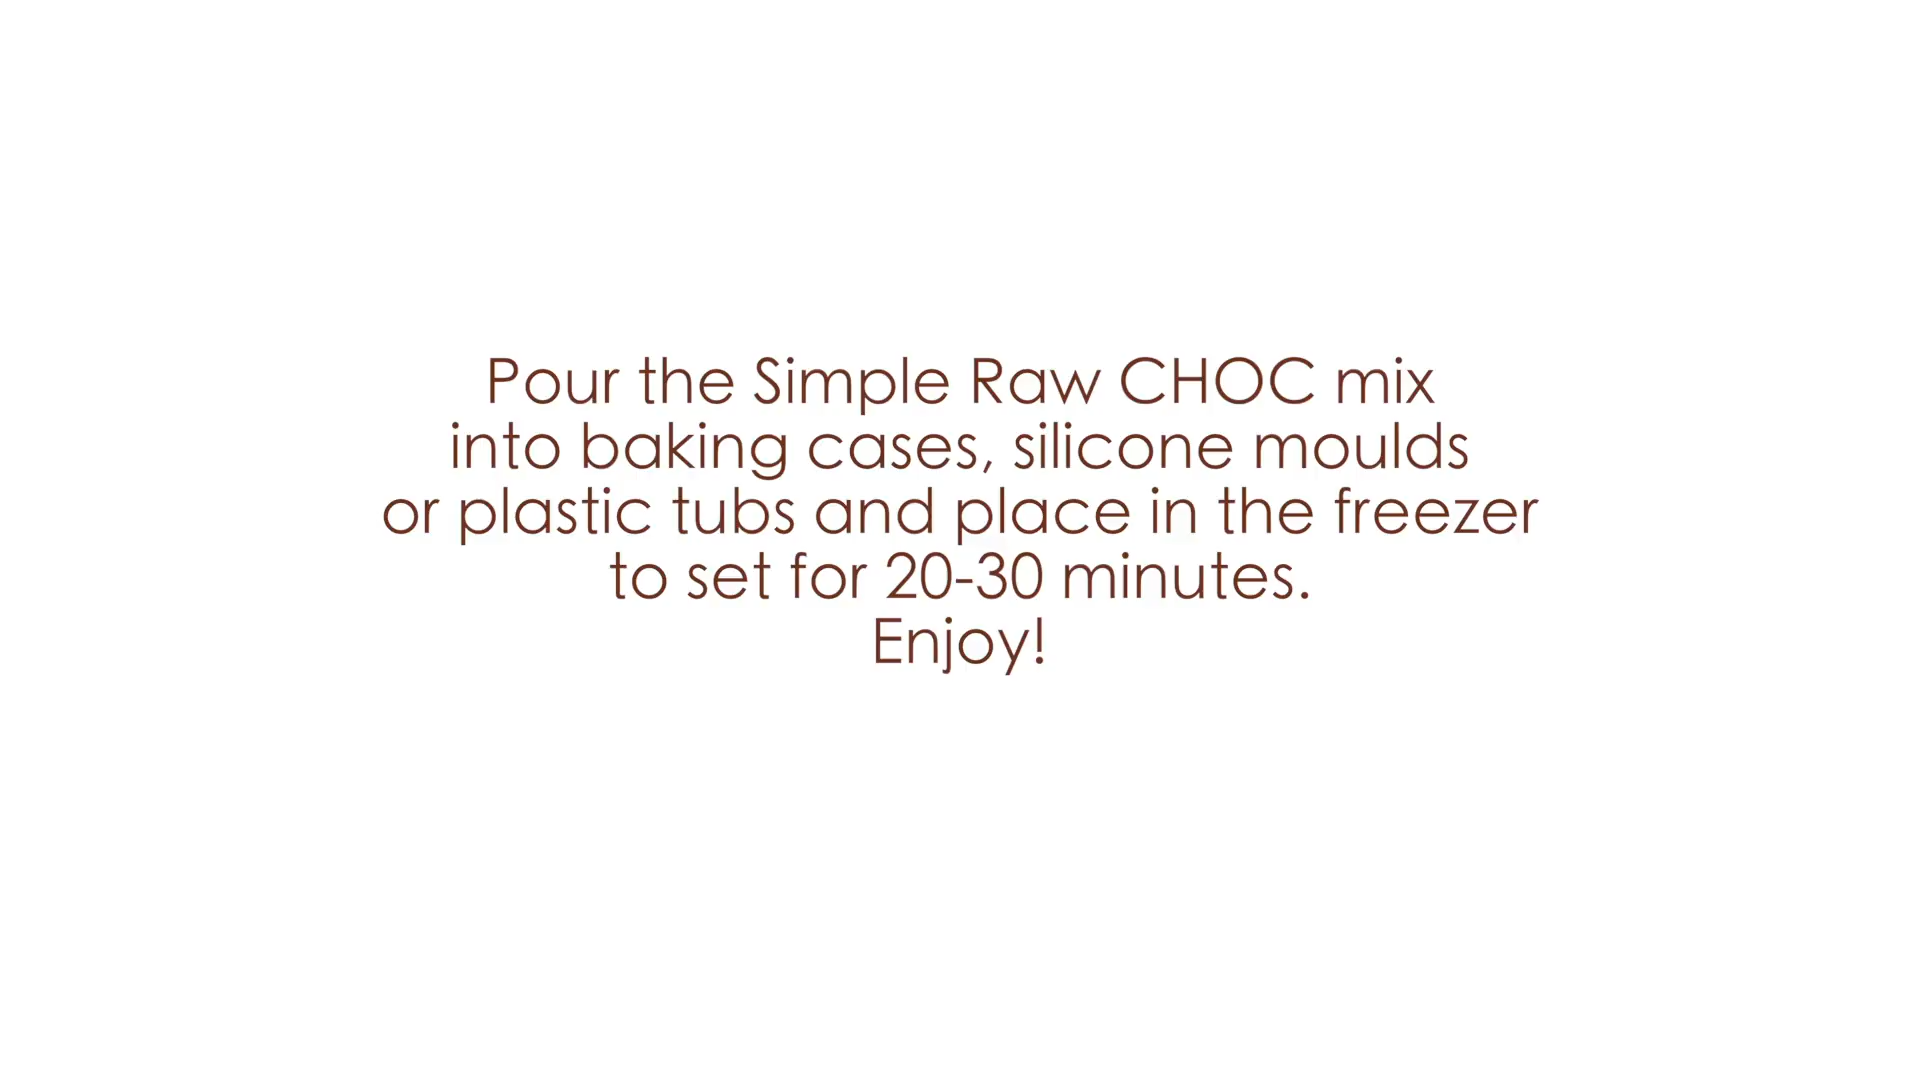 Pour the Simple Raw CHOC mix
into baking cases, silicone moulds
or plastic tubs and place in the freezer
to set for 20-30 minutes.
Enjoy!